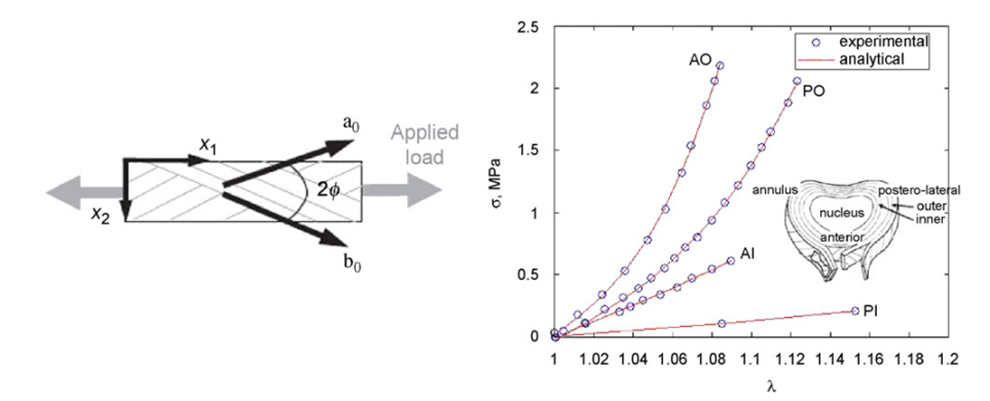 a0
x1
Applied
load
2ϕ
x2
b0
2.5
2
1.5
1
0.5
0
σ, MPa
experimental
analytical
AO
PO
AI
PI
annulus
postero-lateral
outer
inner
nucleus
anterior
1 1.02 1.04 1.06 1.08 1.1 1.12 1.14 1.16 1.18 1.2
λ